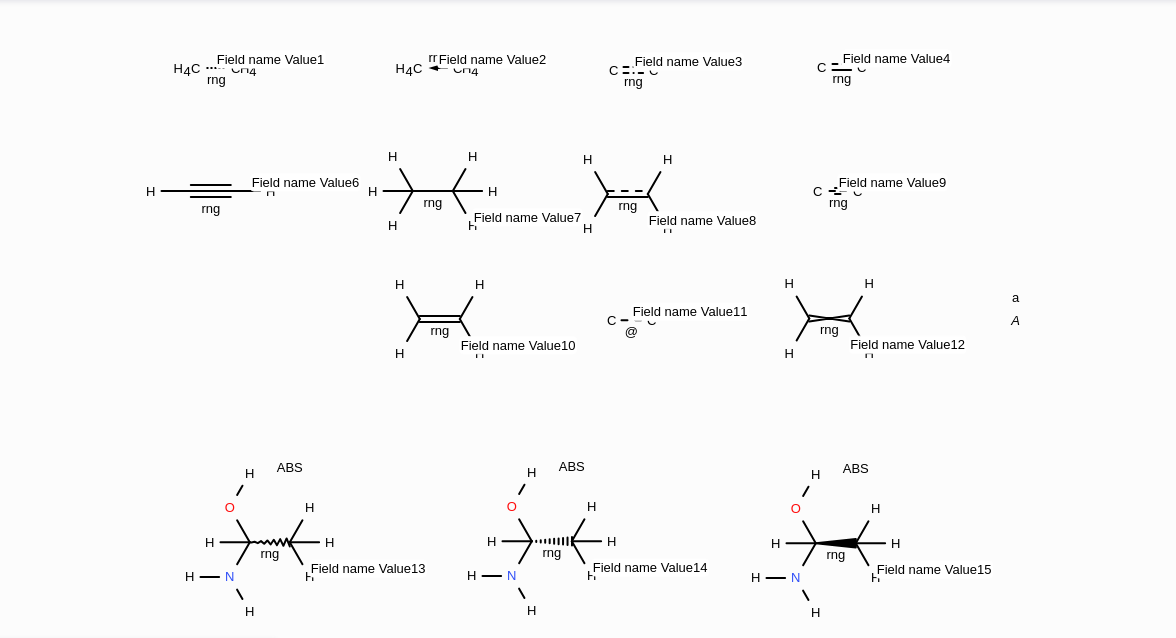 H4C CH4 Field name Value1
rng
H4C Field name Value2
CH4
C Field name Value3
C
rng
C Field name Value4
C
rng
H Field name Value6
H
rng
H H
H H
rng
H H
Field name Value7
H H
rng
H H
Field name Value8
C Field name Value9
C
rng
H H
rng
H H
Field name Value10
C Field name Value11
C
@
H H
rng
H H
Field name Value12
a
A
H ABS
O H
H H
rng
H N H
Field name Value13
H
H ABS
O H
H H
rng
H N H
Field name Value14
H
H ABS
O H
H H
rng
H N H
Field name Value15
H